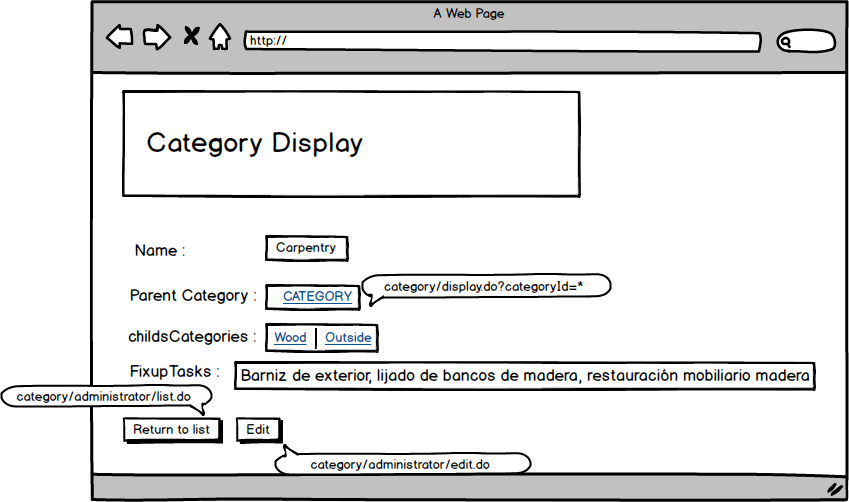 A Web Page
http://
Category Display
Name : Carpentry
Parent Category : CATEGORY
category/display.do?categoryId=*
childsCategories : Wood Outside
FixupTasks : Barniz de exterior, lijado de bancos de madera, restauración mobiliario madera
category/administrator/list.do
Return to list Edit
category/administrator/edit.do